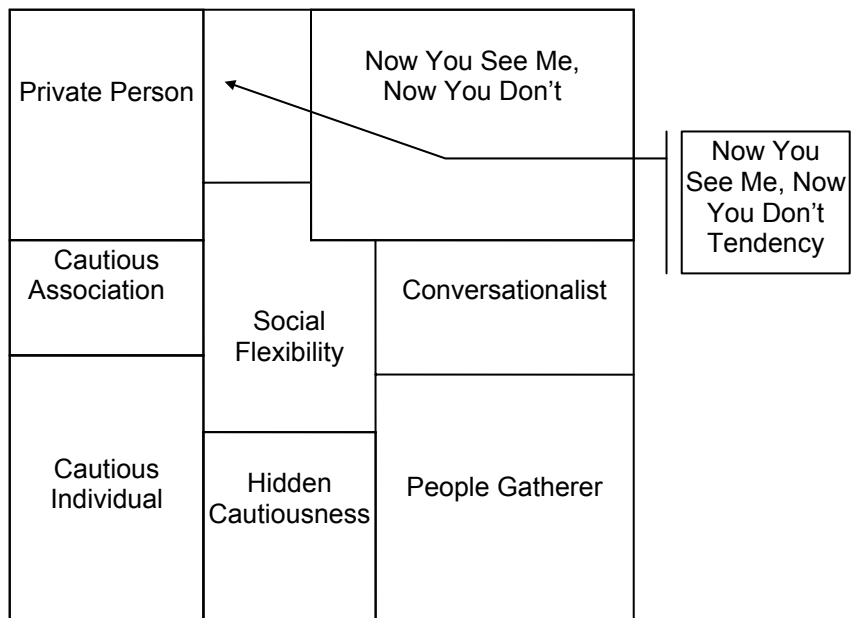 Private Person
Now You See Me,
Now You Don’t
Now You
See Me, Now
You Don’t
Tendency
Cautious
Association
Social
Flexibility
Conversationalist
Cautious
Individual
Hidden
Cautiousness
People Gatherer